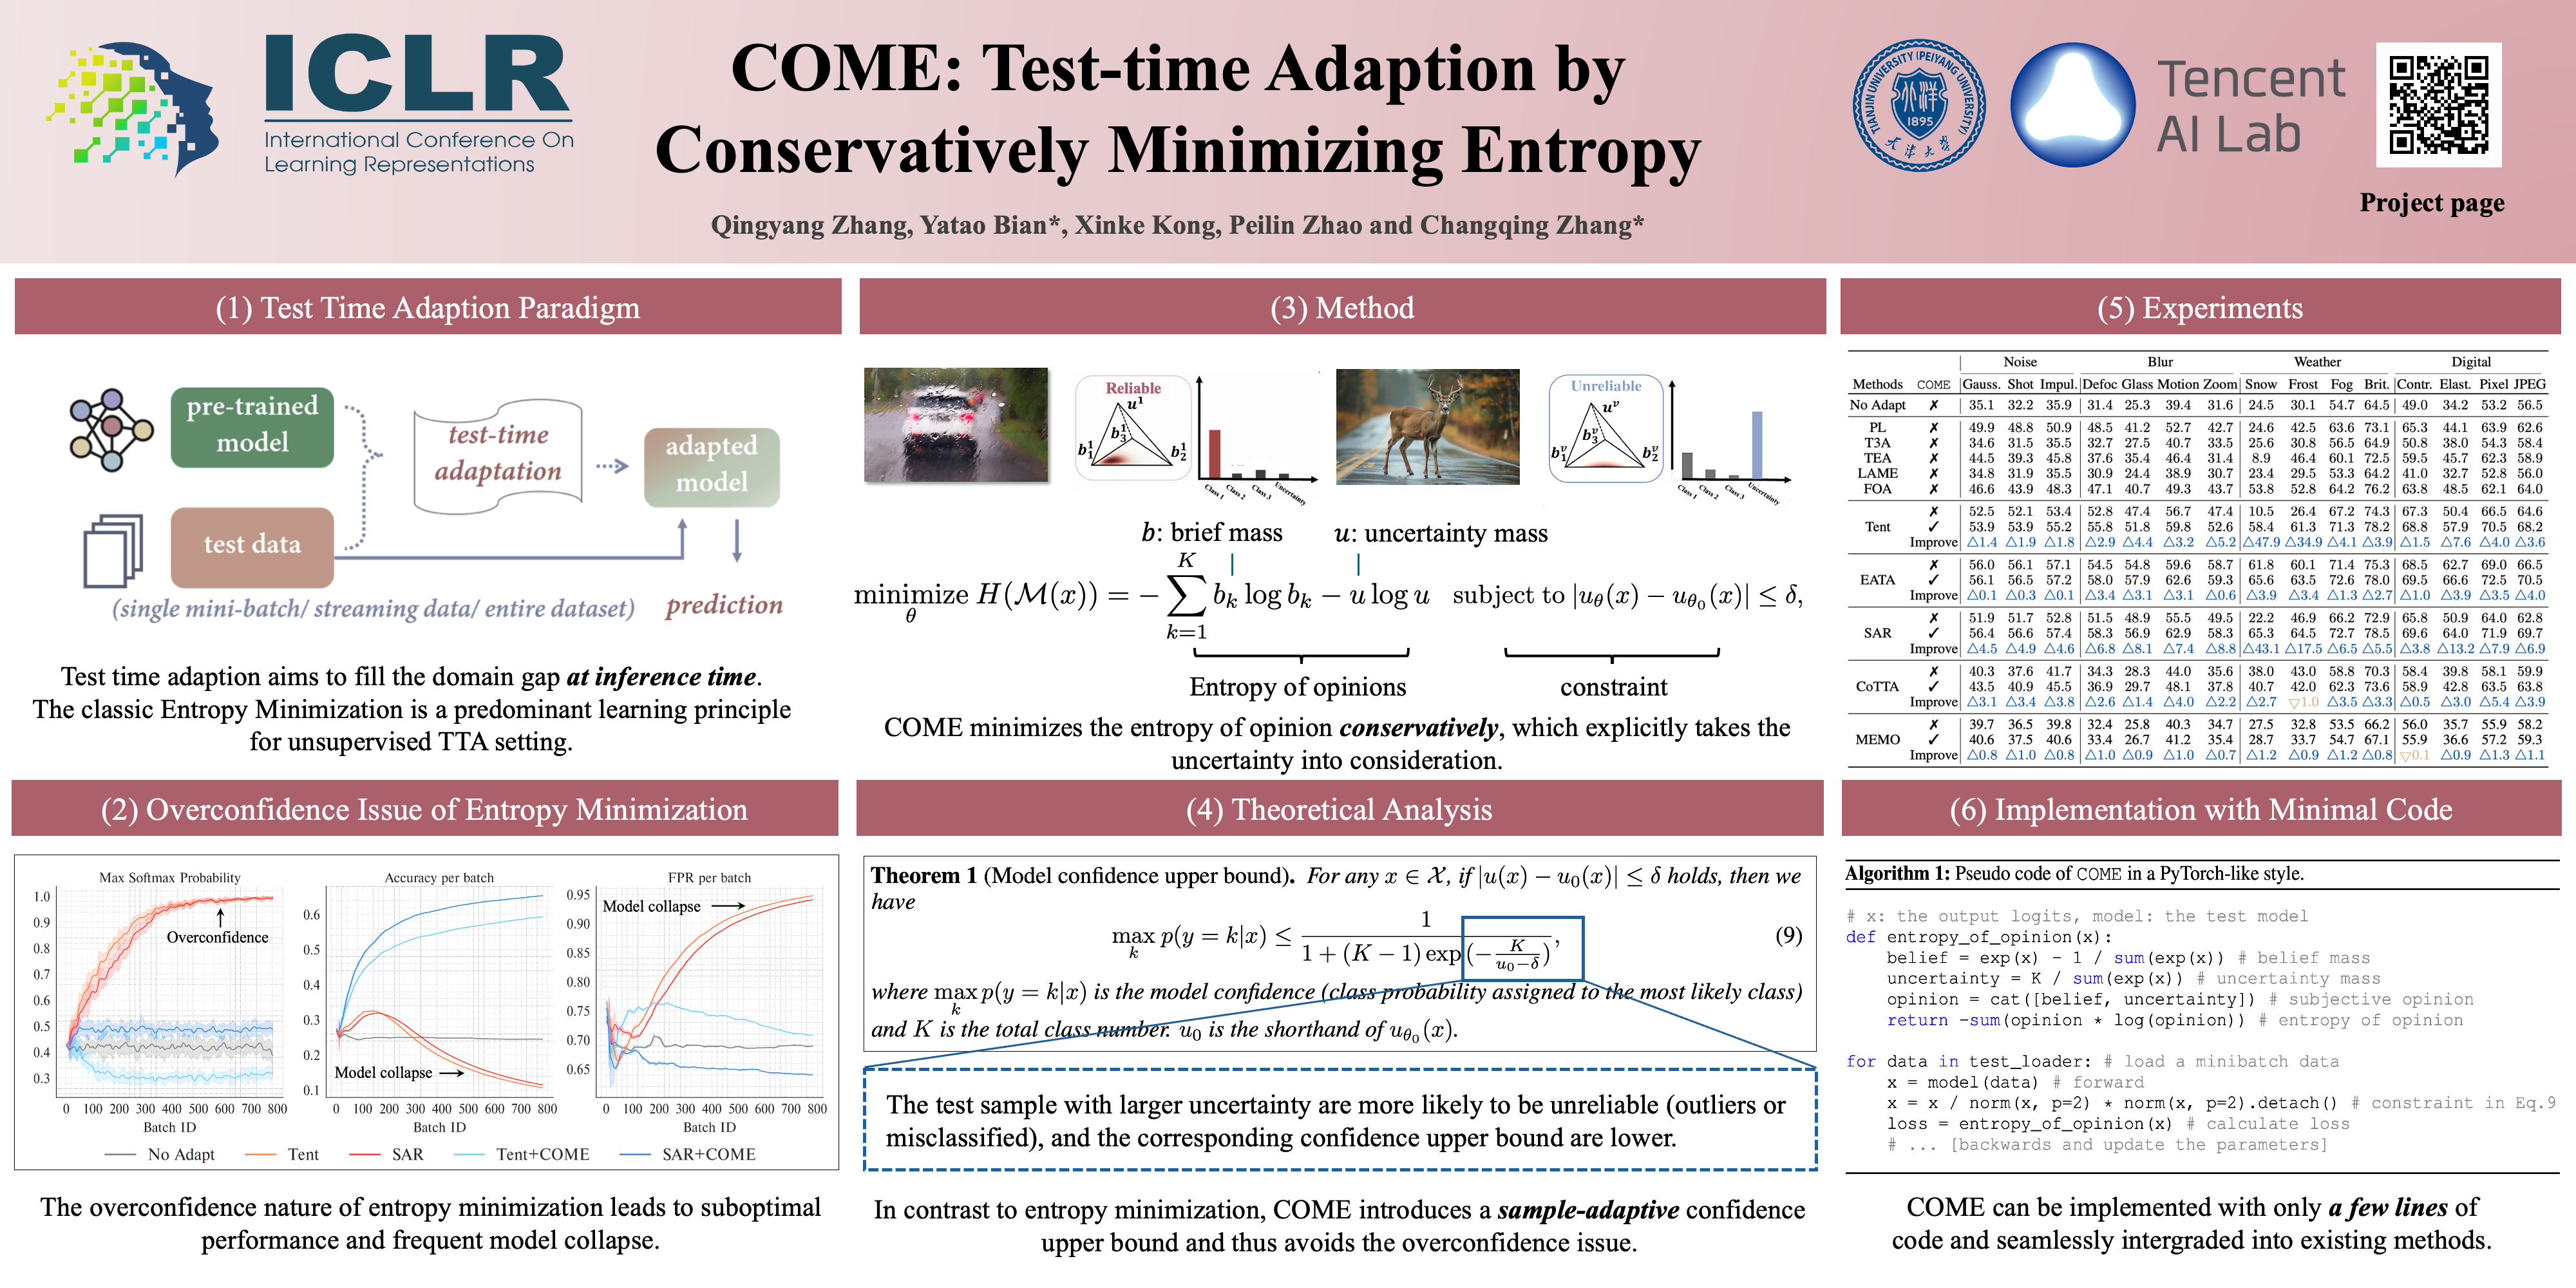 ICLR
International Conference On
Learning Representations
COME: Test-time Adaption by
Conservatively Minimizing Entropy
Qingyang Zhang, Yatao Bian*, Xinke Kong, Peilin Zhao and Changqing Zhang*
TIANJIN UNIVERSITY (PEIYANG UNIVERSITY)
1895
Tencent
AI Lab
Project page
(1) Test Time Adaption Paradigm
pre-trained
model
test data
test-time
adaptation
adapted
model
(single mini-batch/ streaming data/ entire dataset)
prediction
Test time adaption aims to fill the domain gap at inference time.
The classic Entropy Minimization is a predominant learning principle
for unsupervised TTA setting.
(2) Overconfidence Issue of Entropy Minimization
Max Softmax Probability
1.0
0.9
0.8
0.7
0.6
0.5
0.4
0.3
Overconfidence
0 100 200 300 400 500 600 700 800
Batch ID
Accuracy per batch
0.6
0.5
0.4
0.3
0.2
0.1
Model collapse
0 100 200 300 400 500 600 700 800
Batch ID
FPR per batch
0.95
0.90
0.85
0.80
0.75
0.70
0.65
Model collapse
0 100 200 300 400 500 600 700 800
Batch ID
No Adapt Tent SAR Tent+COME SAR+COME
The overconfidence nature of entropy minimization leads to suboptimal
performance and frequent model collapse.
(3) Method
Reliable
u¹
b₃¹
b₁¹ b₂¹
Class 1 Class 2 Class 3 Uncertainty
Unreliable
uᵛ
b₃ᵛ
b₁ᵛ b₂ᵛ
Class 1 Class 2 Class 3 Uncertainty
b: brief mass u: uncertainty mass
minimize_θ H(M(x)) = − ∑_{k=1}^{K} b_k log b_k − u log u subject to |u_θ(x) − u_{θ₀}(x)| ≤ δ,
Entropy of opinions constraint
COME minimizes the entropy of opinion conservatively, which explicitly takes the
uncertainty into consideration.
(4) Theoretical Analysis
Theorem 1 (Model confidence upper bound). For any x ∈ X, if |u(x) − u₀(x)| ≤ δ holds, then we
have
max_k p(y = k|x) ≤ 1 / (1 + (K − 1) exp(− K / (u₀−δ))), (9)
where max_k p(y = k|x) is the model confidence (class probability assigned to the most likely class)
and K is the total class number. u₀ is the shorthand of u_{θ₀}(x).
The test sample with larger uncertainty are more likely to be unreliable (outliers or
misclassified), and the corresponding confidence upper bound are lower.
In contrast to entropy minimization, COME introduces a sample-adaptive confidence
upper bound and thus avoids the overconfidence issue.
(5) Experiments
Noise Blur Weather Digital
Methods COME Gauss. Shot Impul. Defoc Glass Motion Zoom Snow Frost Fog Brit. Contr. Elast. Pixel JPEG
No Adapt ✗ 35.1 32.2 35.9 31.4 25.3 39.4 31.6 24.5 30.1 54.7 64.5 49.0 34.2 53.2 56.5
PL ✗ 49.9 48.8 50.9 48.5 41.2 52.7 42.7 24.6 42.5 63.6 73.1 65.3 44.1 63.9 62.6
T3A ✗ 34.6 31.5 35.5 32.7 27.5 40.7 33.5 25.6 30.8 56.5 64.9 50.8 38.0 54.3 58.4
TEA ✗ 44.5 39.3 45.8 37.6 35.4 46.4 31.4 8.9 46.4 60.1 72.5 59.5 45.7 62.3 58.9
LAME ✗ 34.8 31.9 35.5 30.9 24.4 38.9 30.7 23.4 29.5 53.3 64.2 41.0 32.7 52.8 56.0
FOA ✗ 46.6 43.9 48.3 47.1 40.7 49.3 43.7 53.8 52.8 64.2 76.2 63.8 48.5 62.1 64.0
✗ 52.5 52.1 53.4 52.8 47.4 56.7 47.4 10.5 26.4 67.2 74.3 67.3 50.4 66.5 64.6
Tent ✓ 53.9 53.9 55.2 55.8 51.8 59.8 52.6 58.4 61.3 71.3 78.2 68.8 57.9 70.5 68.2
Improve △1.4 △1.9 △1.8 △2.9 △4.4 △3.2 △5.2 △47.9 △34.9 △4.1 △3.9 △1.5 △7.6 △4.0 △3.6
✗ 56.0 56.1 57.1 54.5 54.8 59.6 58.7 61.8 60.1 71.4 75.3 68.5 62.7 69.0 66.5
EATA ✓ 56.1 56.5 57.2 58.0 57.9 62.6 59.3 65.6 63.5 72.6 78.0 69.5 66.6 72.5 70.5
Improve △0.1 △0.3 △0.1 △3.4 △3.1 △3.1 △0.6 △3.9 △3.4 △1.3 △2.7 △1.0 △3.9 △3.5 △4.0
✗ 51.9 51.7 52.8 51.5 48.9 55.5 49.5 22.2 46.9 66.2 72.9 65.8 50.9 64.0 62.8
SAR ✓ 56.4 56.6 57.4 58.3 56.9 62.9 58.3 65.3 64.5 72.7 78.5 69.6 64.0 71.9 69.7
Improve △4.5 △4.9 △4.6 △6.8 △8.1 △7.4 △8.8 △43.1 △17.5 △6.5 △5.5 △3.8 △13.2 △7.9 △6.9
✗ 40.3 37.6 41.7 34.3 28.3 44.0 35.6 38.0 43.0 58.8 70.3 58.4 39.8 58.1 59.9
CoTTA ✓ 43.5 40.9 45.5 36.9 29.7 48.1 37.8 40.7 42.0 62.3 73.6 58.9 42.8 63.5 63.8
Improve △3.1 △3.4 △3.8 △2.6 △1.4 △4.0 △2.2 △2.7 ▽1.0 △3.5 △3.3 △0.5 △3.0 △5.4 △3.9
✗ 39.7 36.5 39.8 32.4 25.8 40.3 34.7 27.5 32.8 53.5 66.2 56.0 35.7 55.9 58.2
MEMO ✓ 40.6 37.5 40.6 33.4 26.7 41.2 35.4 28.7 33.7 54.7 67.1 55.9 36.6 57.2 59.3
Improve △0.8 △1.0 △0.8 △1.0 △0.9 △1.0 △0.7 △1.2 △0.9 △1.2 △0.8 ▽0.1 △0.9 △1.3 △1.1
(6) Implementation with Minimal Code
Algorithm 1: Pseudo code of COME in a PyTorch-like style.
# x: the output logits, model: the test model
def entropy_of_opinion(x):
belief = exp(x) - 1 / sum(exp(x)) # belief mass
uncertainty = K / sum(exp(x)) # uncertainty mass
opinion = cat([belief, uncertainty]) # subjective opinion
return -sum(opinion * log(opinion)) # entropy of opinion
for data in test_loader: # load a minibatch data
x = model(data) # forward
x = x / norm(x, p=2) * norm(x, p=2).detach() # constraint in Eq.9
loss = entropy_of_opinion(x) # calculate loss
# ... [backwards and update the parameters]
COME can be implemented with only a few lines of
code and seamlessly intergraded into existing methods.